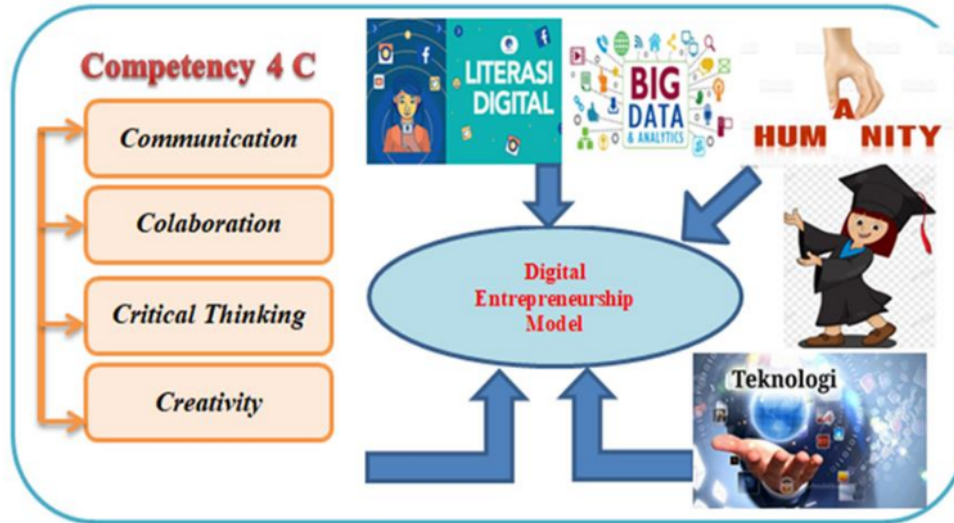 Competency 4 C
Communication
Colaboration
Critical Thinking
Creativity
LITERASI
DIGITAL
BIG
DATA
& ANALYTICS
A
HUM NITY
Digital
Entrepreneurship
Model
Teknologi